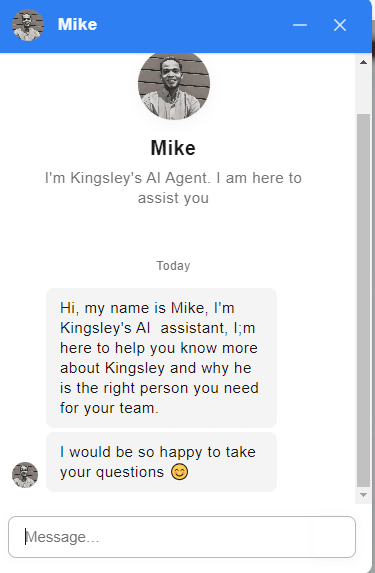 Mike
Mike
I'm Kingsley's AI Agent. I am here to
assist you
Today
Hi, my name is Mike, I'm
Kingsley's AI  assistant, I;m
here to help you know more
about Kingsley and why he
is the right person you need
for your team.
I would be so happy to take
your questions 😊
Message...